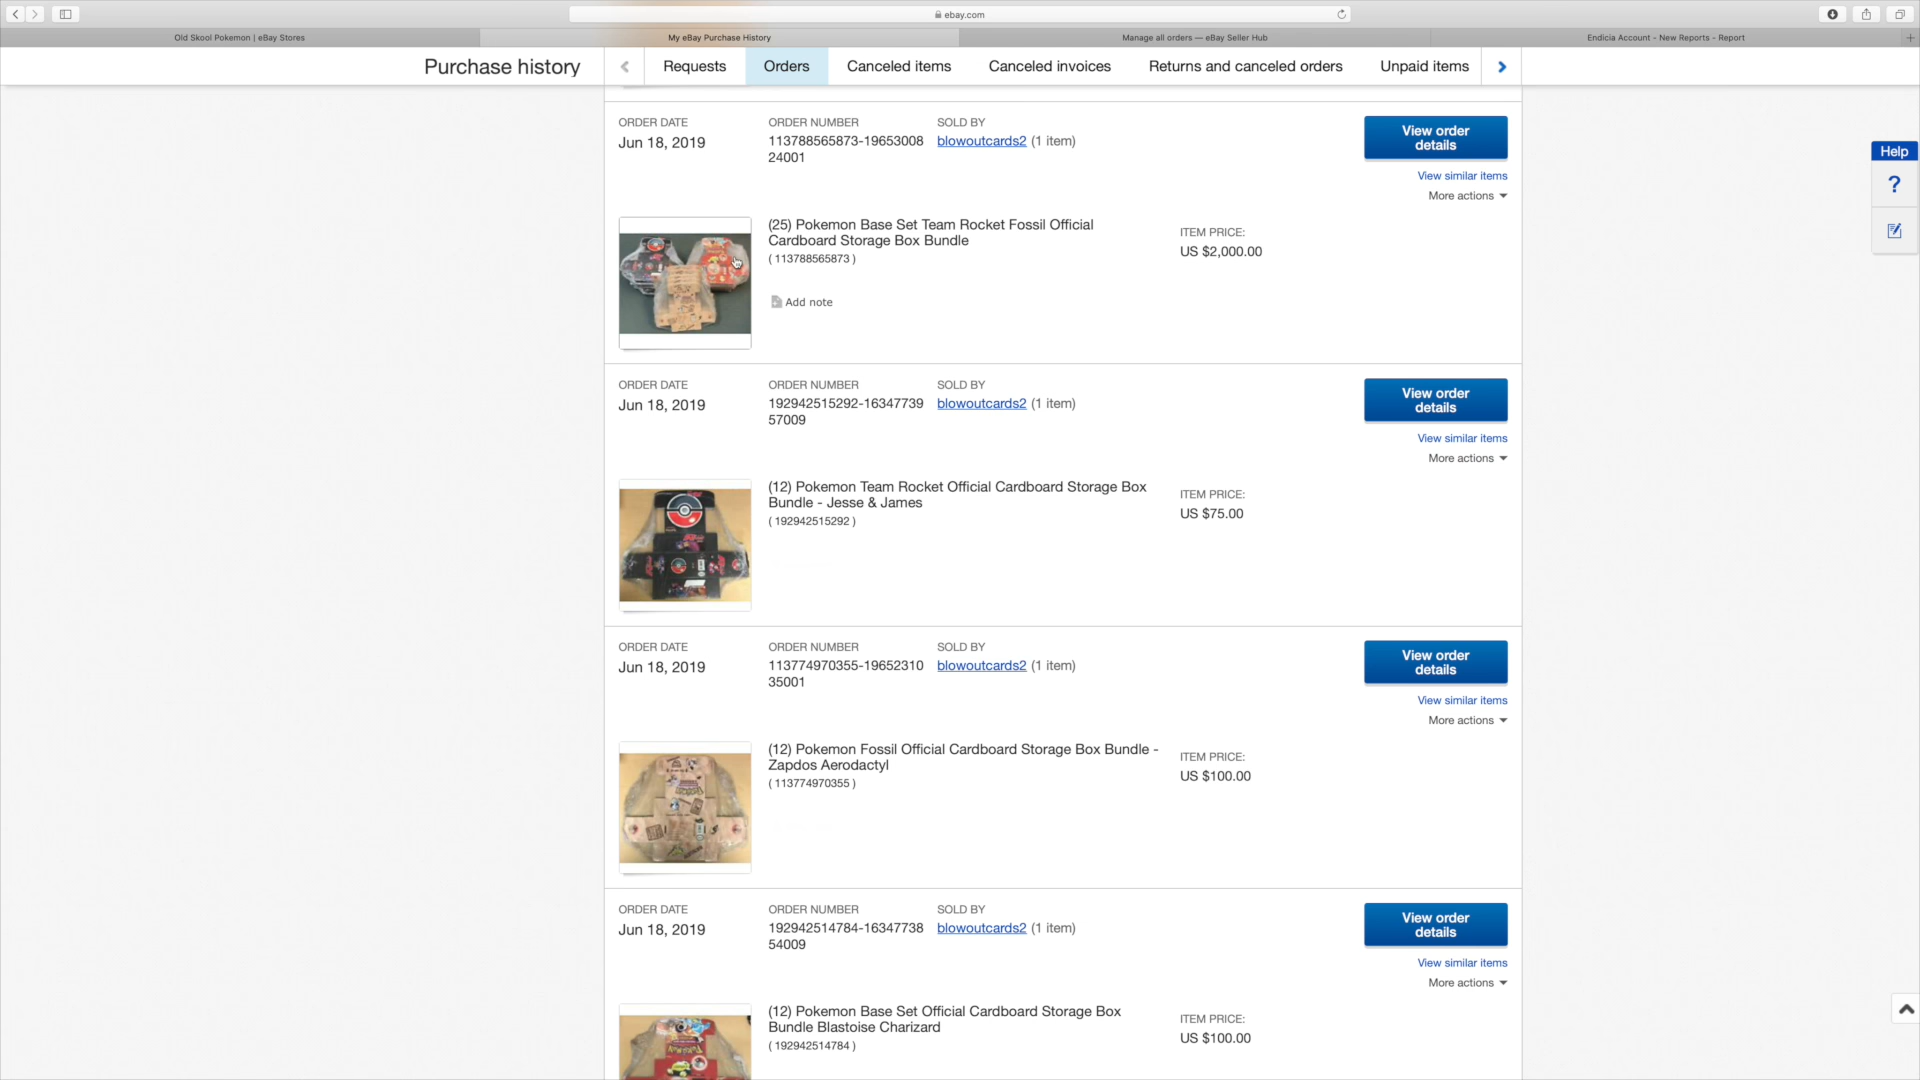 ebay.com
Old Skool Pokemon | eBay Stores
My eBay Purchase History
Manage all orders — eBay Seller Hub
Endicia Account - New Reports - Report
Purchase history
Requests
Orders
Canceled items
Canceled invoices
Returns and canceled orders
Unpaid items
Help
?
ORDER DATE
Jun 18, 2019
ORDER NUMBER
113788565873-19653008
24001
SOLD BY
blowoutcards2 (1 item)
View order
details
View similar items
More actions
(25) Pokemon Base Set Team Rocket Fossil Official
Cardboard Storage Box Bundle
( 113788565873 )
Add note
ITEM PRICE:
US $2,000.00
ORDER DATE
Jun 18, 2019
ORDER NUMBER
192942515292-16347739
57009
SOLD BY
blowoutcards2 (1 item)
View order
details
View similar items
More actions
(12) Pokemon Team Rocket Official Cardboard Storage Box
Bundle - Jesse & James
( 192942515292 )
ITEM PRICE:
US $75.00
ORDER DATE
Jun 18, 2019
ORDER NUMBER
113774970355-19652310
35001
SOLD BY
blowoutcards2 (1 item)
View order
details
View similar items
More actions
(12) Pokemon Fossil Official Cardboard Storage Box Bundle -
Zapdos Aerodactyl
( 113774970355 )
ITEM PRICE:
US $100.00
ORDER DATE
Jun 18, 2019
ORDER NUMBER
192942514784-16347738
54009
SOLD BY
blowoutcards2 (1 item)
View order
details
View similar items
More actions
(12) Pokemon Base Set Official Cardboard Storage Box
Bundle Blastoise Charizard
( 192942514784 )
ITEM PRICE:
US $100.00